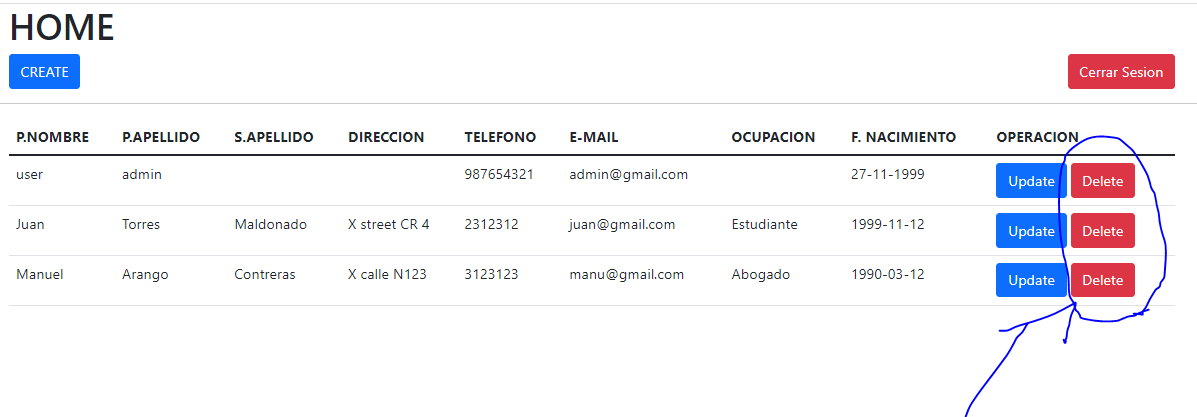 HOME
CREATE Cerrar Sesion
P.NOMBRE P.APELLIDO S.APELLIDO DIRECCION TELEFONO E-MAIL OCUPACION F. NACIMIENTO OPERACION
user admin 987654321 admin@gmail.com 27-11-1999 Update Delete
Juan Torres Maldonado X street CR 4 2312312 juan@gmail.com Estudiante 1999-11-12 Update Delete
Manuel Arango Contreras X calle N123 3123123 manu@gmail.com Abogado 1990-03-12 Update Delete